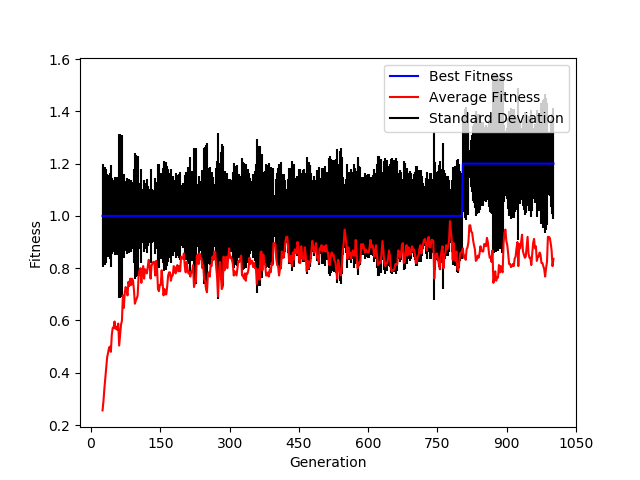 1.6
1.4
1.2
1.0
0.8
0.6
0.4
0.2
Fitness
Best Fitness
Average Fitness
Standard Deviation
0 150 300 450 600 750 900 1050
Generation